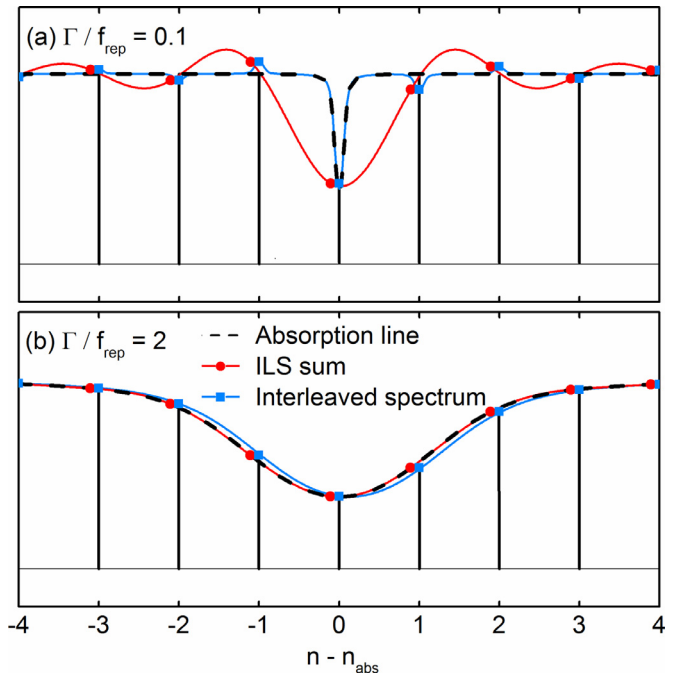 (a) Γ / f_rep = 0.1
(b) Γ / f_rep = 2
Absorption line
ILS sum
Interleaved spectrum
-4 -3 -2 -1 0 1 2 3 4
n - n_abs